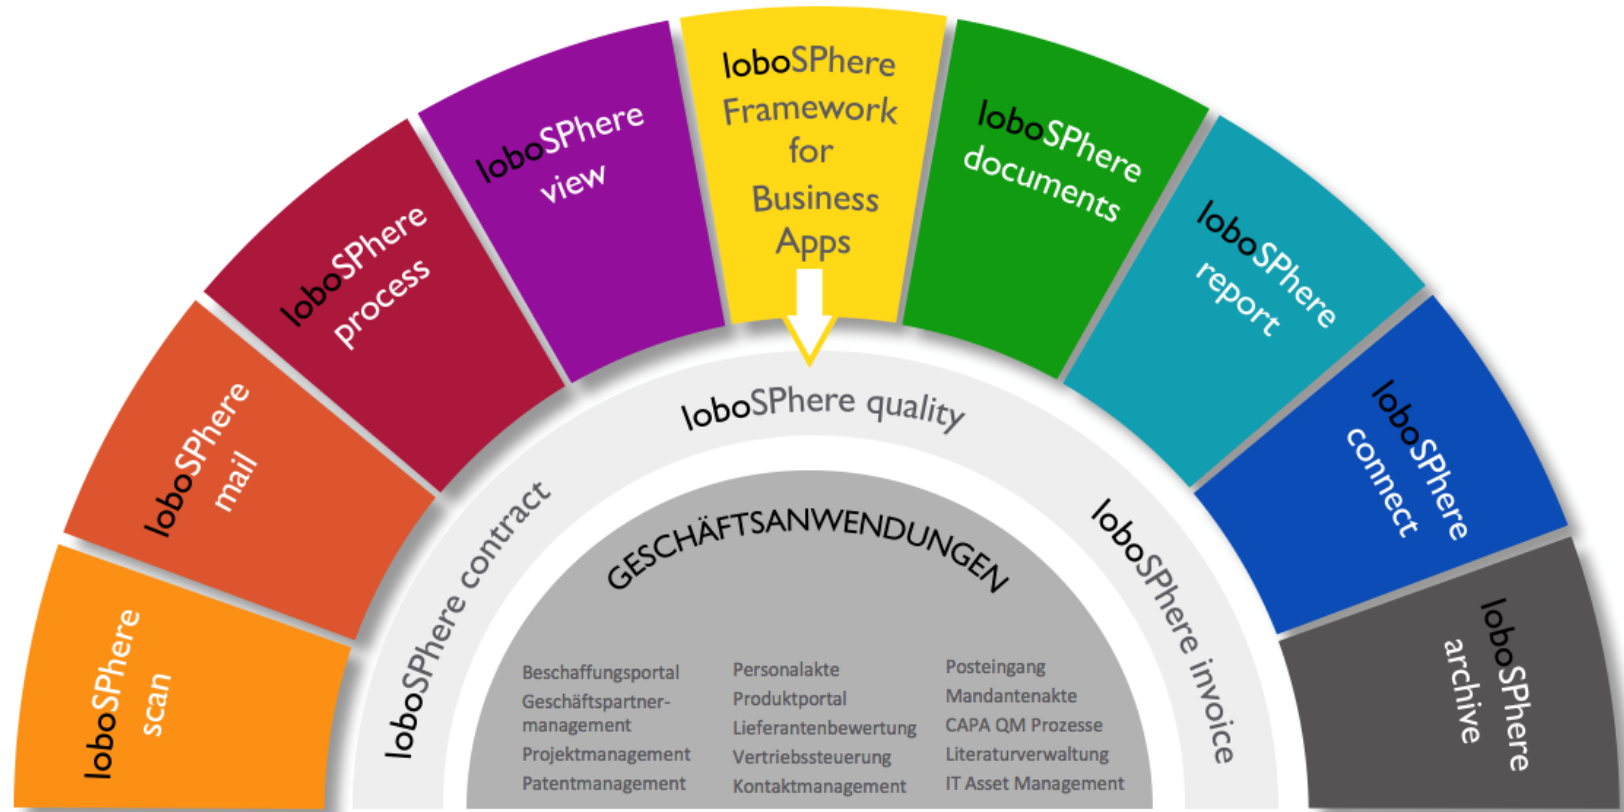 loboSPhere
scan
loboSPhere
mail
loboSPhere
process
loboSPhere
view
loboSPhere
Framework
for
Business
Apps
loboSPhere
documents
loboSPhere
report
loboSPhere
connect
loboSPhere
archive
loboSPhere contract
loboSPhere quality
loboSPhere invoice
GESCHÄFTSANWENDUNGEN
Beschaffungsportal
Geschäftspartner-
management
Projektmanagement
Patentmanagement
Personalakte
Produktportal
Lieferantenbewertung
Vertriebssteuerung
Kontaktmanagement
Posteingang
Mandantenakte
CAPA QM Prozesse
Literaturverwaltung
IT Asset Management